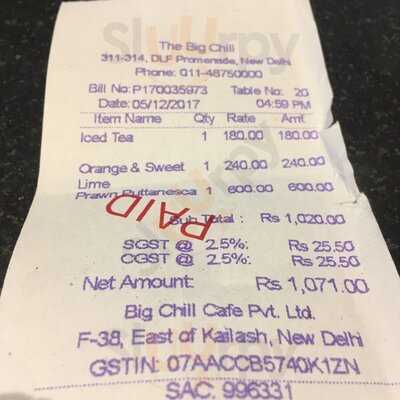 Slurrpy
The Big Chill
311-314, DLF Promenade, New Delhi
Phone: 011-48750000
Bill No: P170035973 Table No: 20
Date: 05/12/2017 04:59 PM
Item Name Qty Rate Amt
Iced Tea 1 180.00 180.00
Orange & Sweet 1 240.00 240.00
Lime
Prawn Puttanesca 1 600.00 600.00
PAID
Sub Total : Rs 1,020.00
SGST @ 2.5%: Rs 25.50
CGST @ 2.5%: Rs 25.50
Net Amount: Rs 1,071.00
Big Chill Cafe Pvt. Ltd.
F-38, East of Kailash, New Delhi
GSTIN: 07AACCB5740K1ZN
SAC: 996331